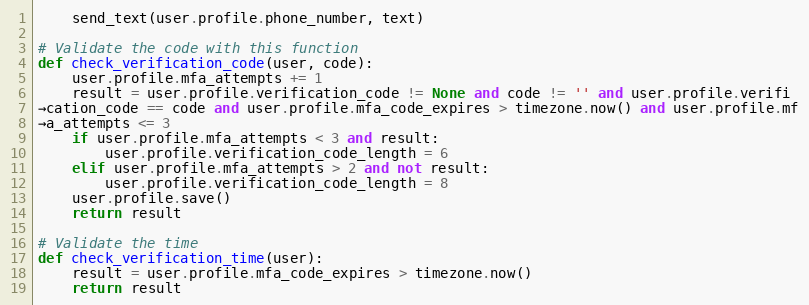 1     send_text(user.profile.phone_number, text)
2
3 # Validate the code with this function
4 def check_verification_code(user, code):
5     user.profile.mfa_attempts += 1
6     result = user.profile.verification_code != None and code != '' and user.profile.verifi
7 →cation_code == code and user.profile.mfa_code_expires > timezone.now() and user.profile.mf
8 →a_attempts <= 3
9     if user.profile.mfa_attempts < 3 and result:
10         user.profile.verification_code_length = 6
11     elif user.profile.mfa_attempts > 2 and not result:
12         user.profile.verification_code_length = 8
13     user.profile.save()
14     return result
15
16 # Validate the time
17 def check_verification_time(user):
18     result = user.profile.mfa_code_expires > timezone.now()
19     return result